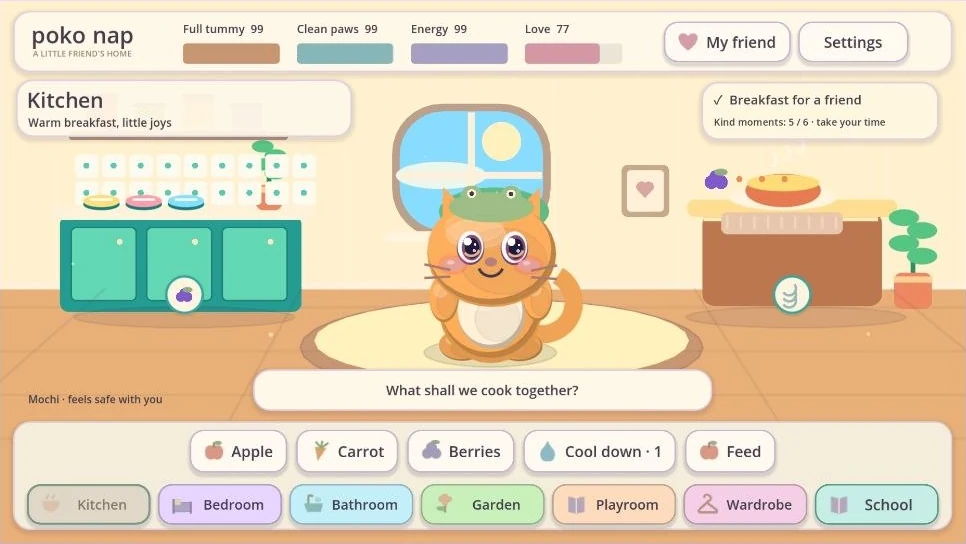 poko nap
A LITTLE FRIEND'S HOME
Full tummy 99
Clean paws 99
Energy 99
Love 77
My friend
Settings
Kitchen
Warm breakfast, little joys
✓ Breakfast for a friend
Kind moments: 5 / 6 · take your time
What shall we cook together?
Mochi · feels safe with you
Apple
Carrot
Berries
Cool down · 1
Feed
Kitchen
Bedroom
Bathroom
Garden
Playroom
Wardrobe
School